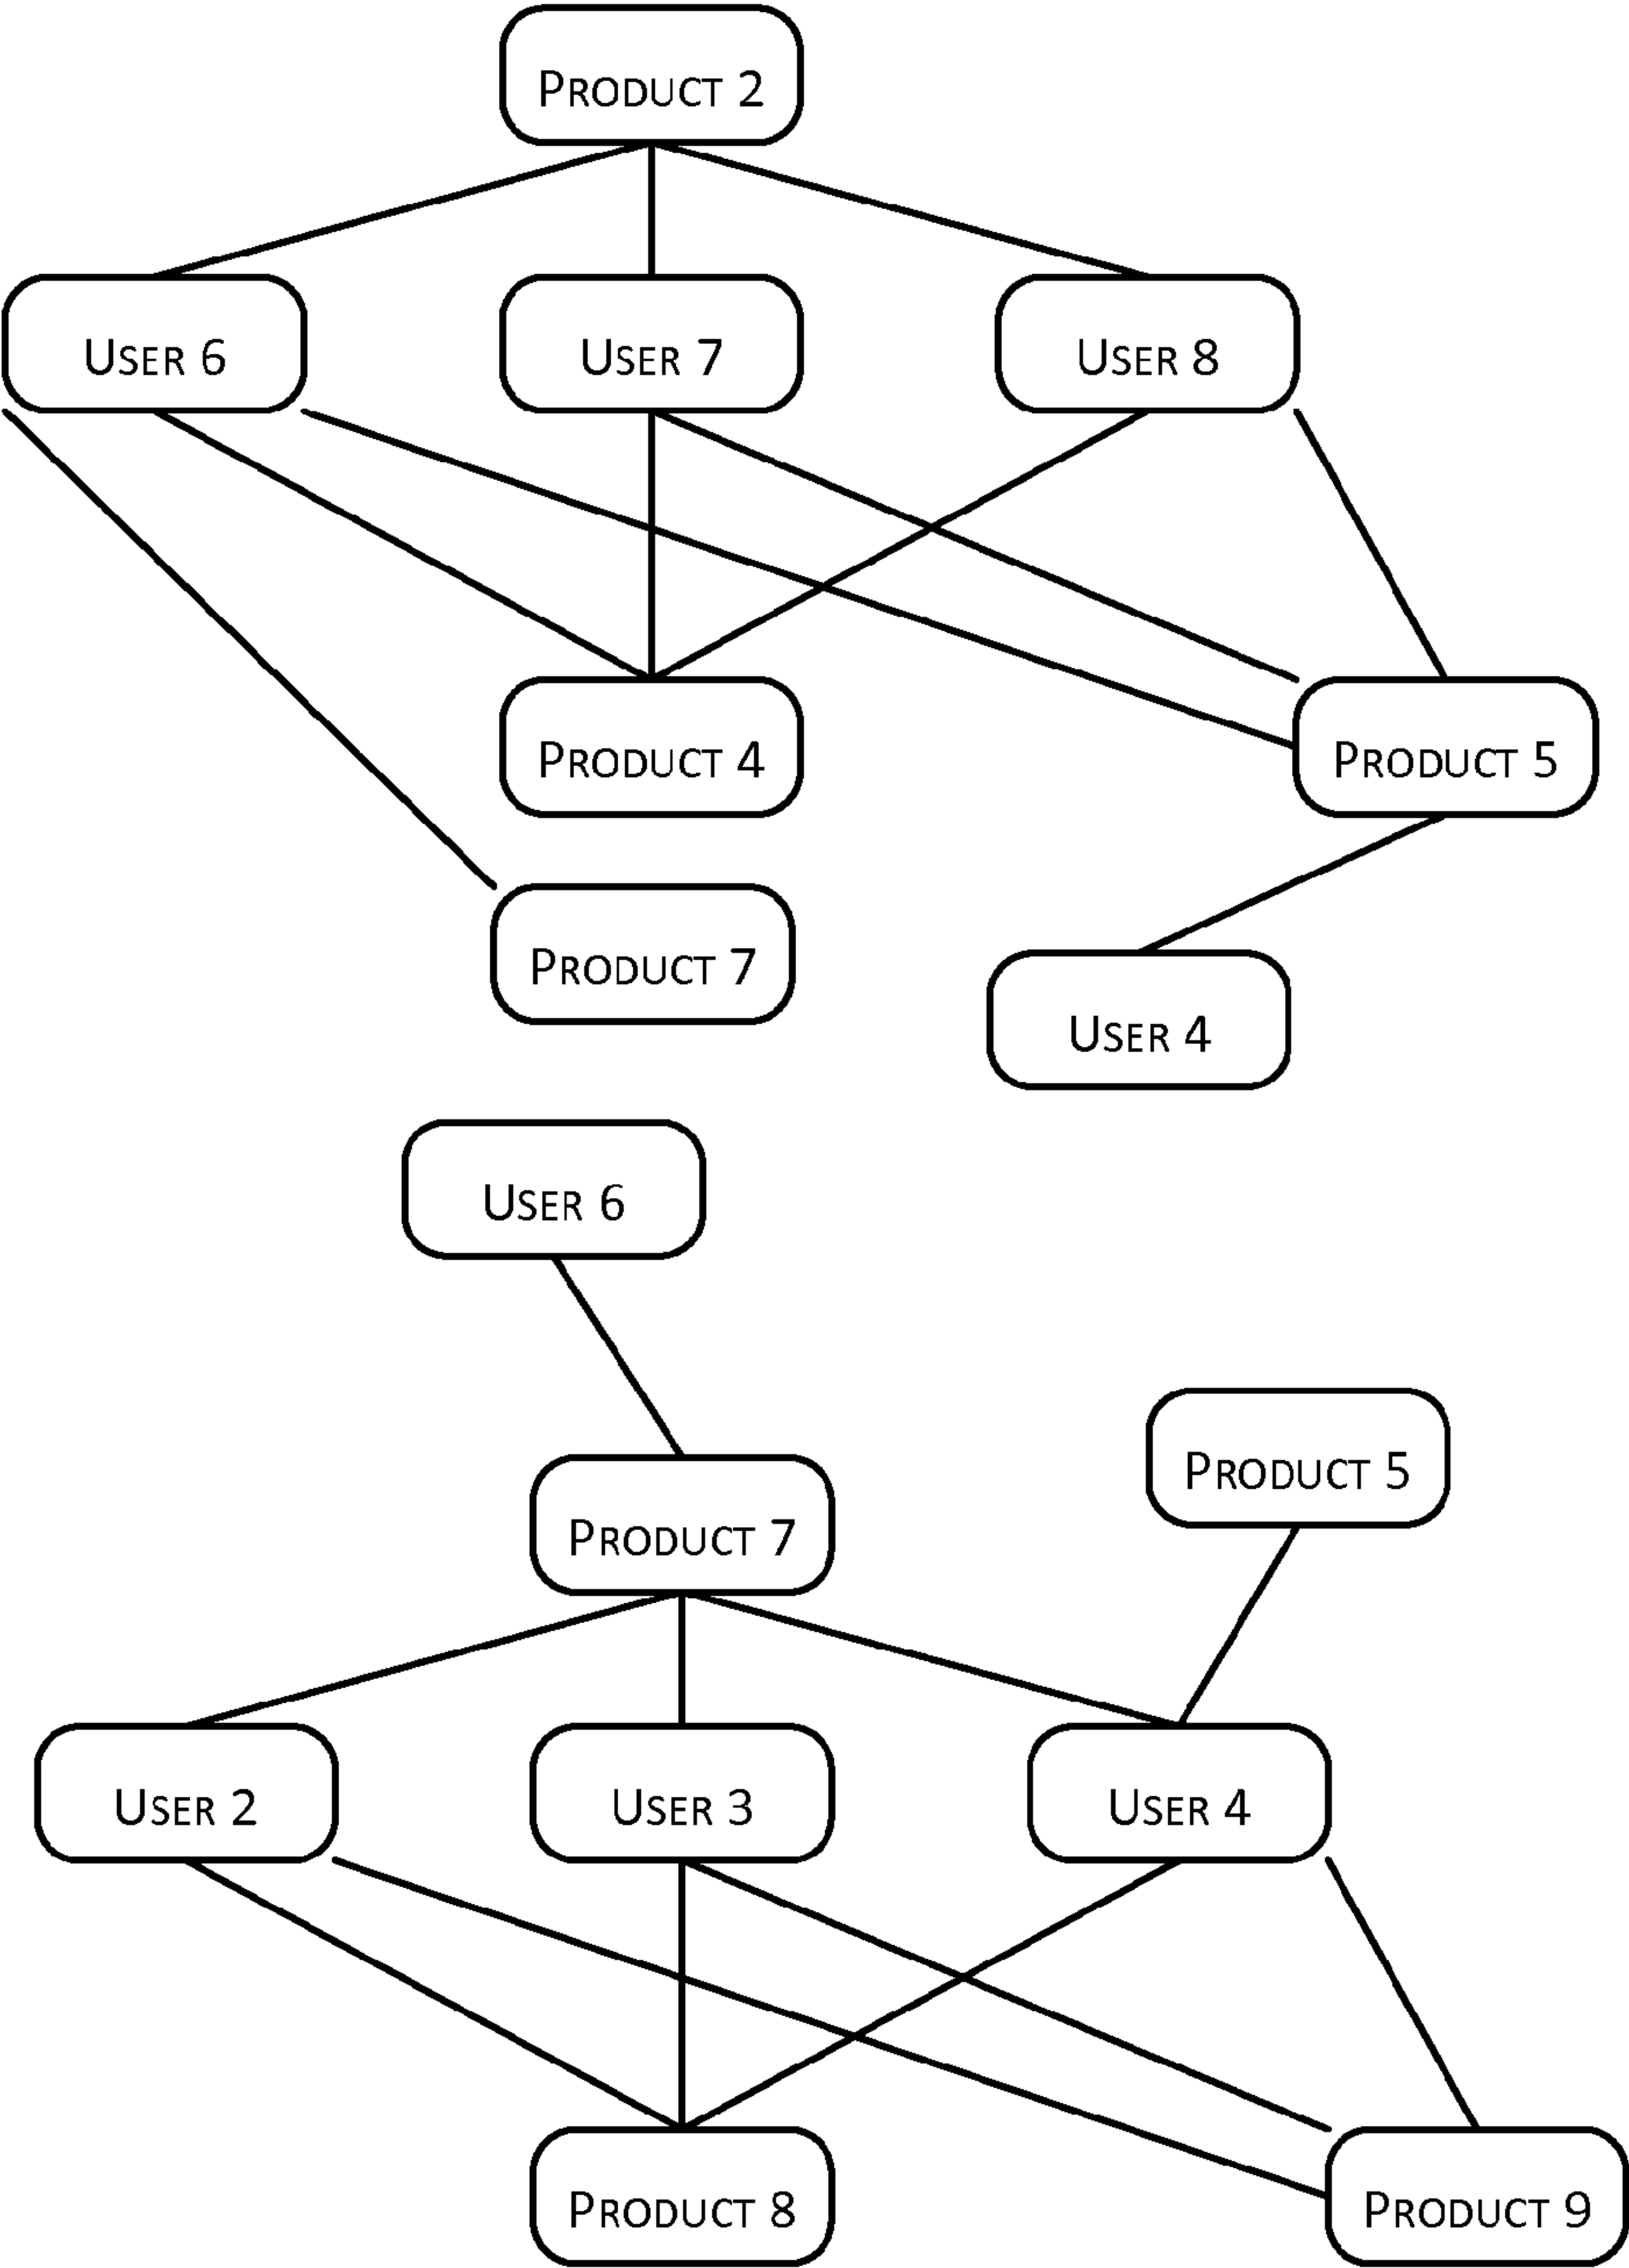 Product 2
User 6
User 7
User 8
Product 4
Product 5
Product 7
User 4
User 6
Product 5
Product 7
User 2
User 3
User 4
Product 8
Product 9